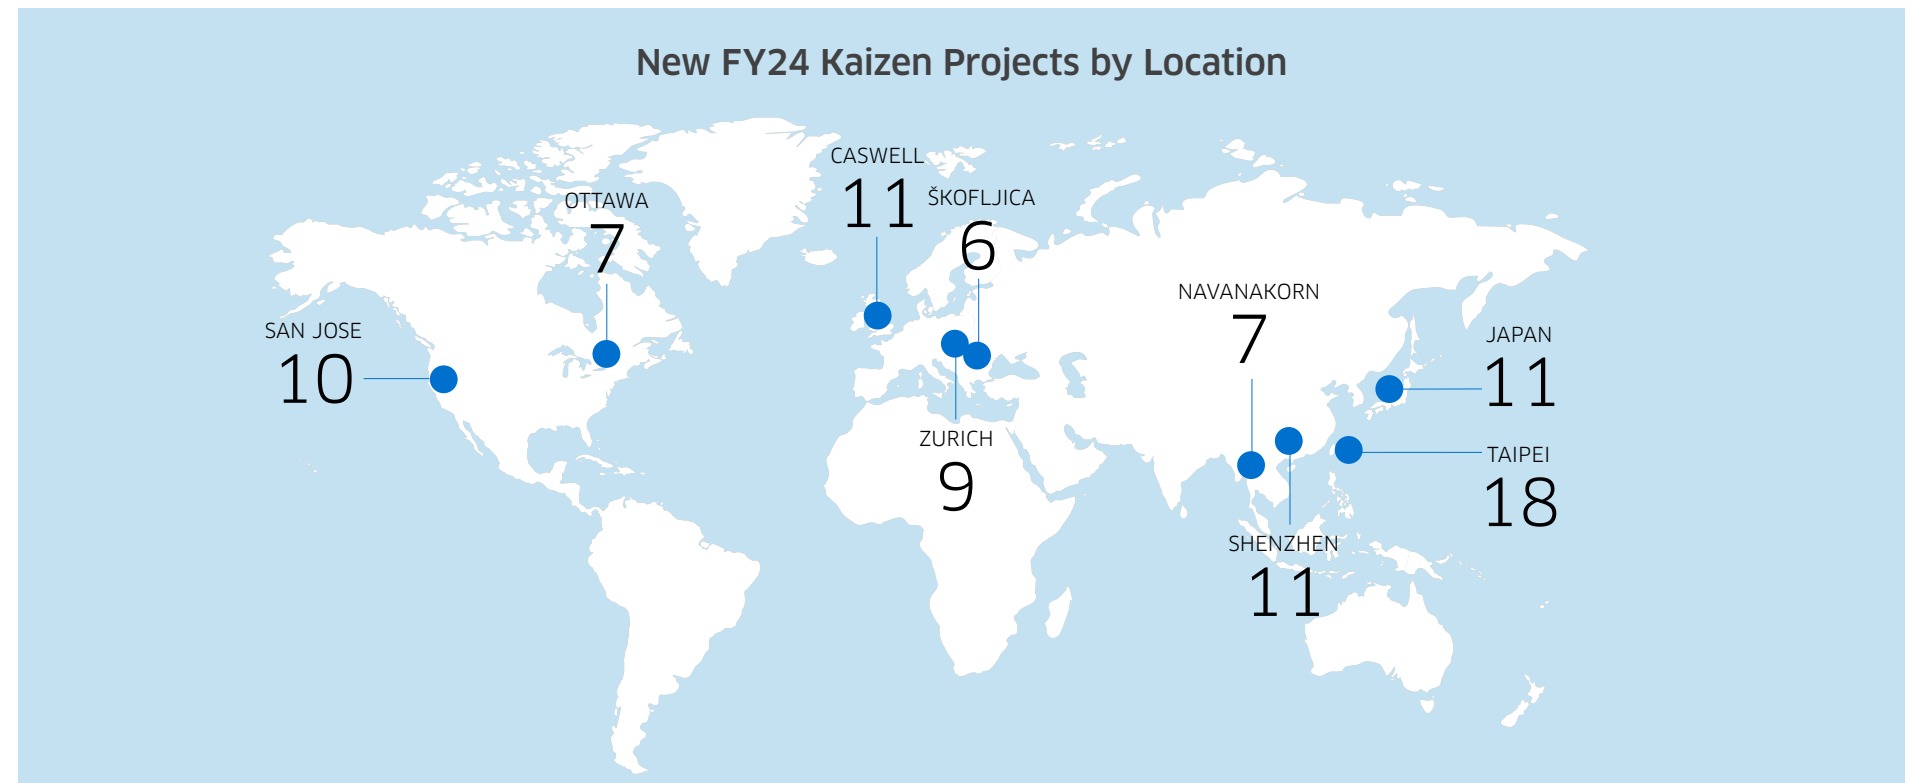 New FY24 Kaizen Projects by Location
CASWELL
11
ŠKOFLJICA
6
OTTAWA
7
NAVANAKORN
7
SAN JOSE
10
JAPAN
11
ZURICH
9
TAIPEI
18
SHENZHEN
11